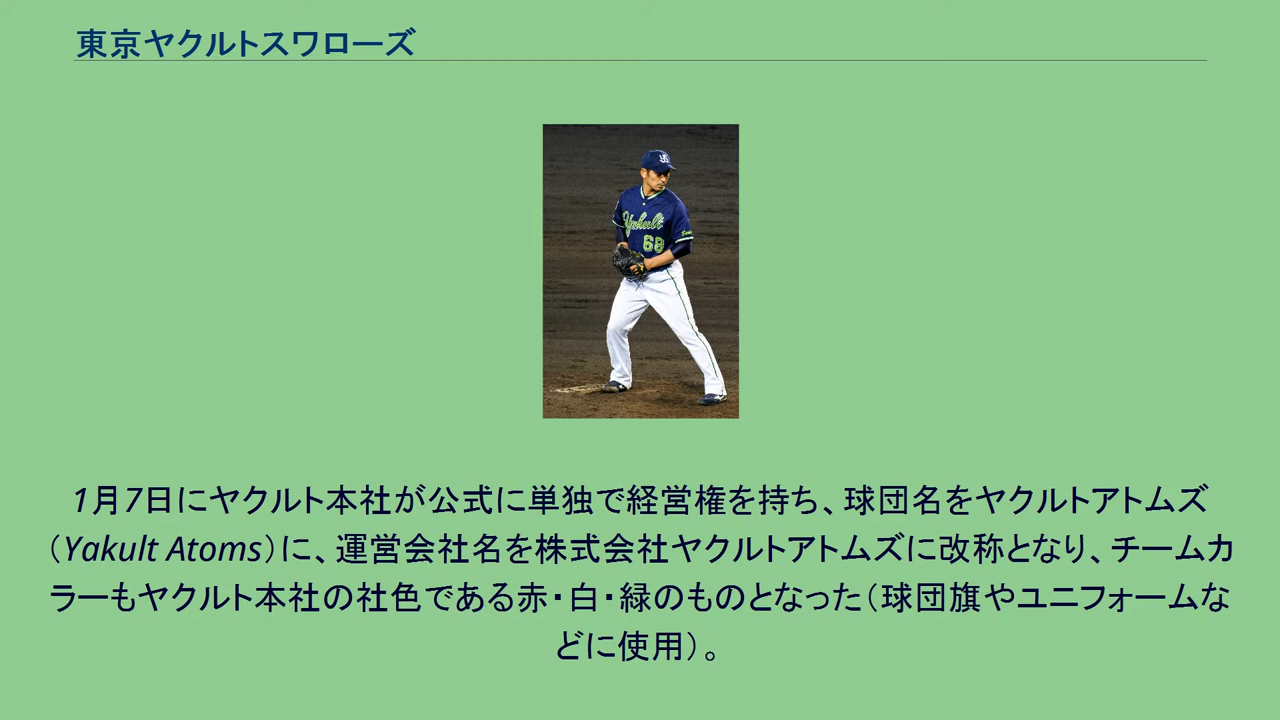 東京ヤクルトスワローズ
YS
Yakult
68
1月7日にヤクルト本社が公式に単独で経営権を持ち、球団名をヤクルトアトムズ
（Yakult Atoms）に、運営会社名を株式会社ヤクルトアトムズに改称となり、チームカ
ラーもヤクルト本社の社色である赤・白・緑のものとなった（球団旗やユニフォームな
どに使用）。